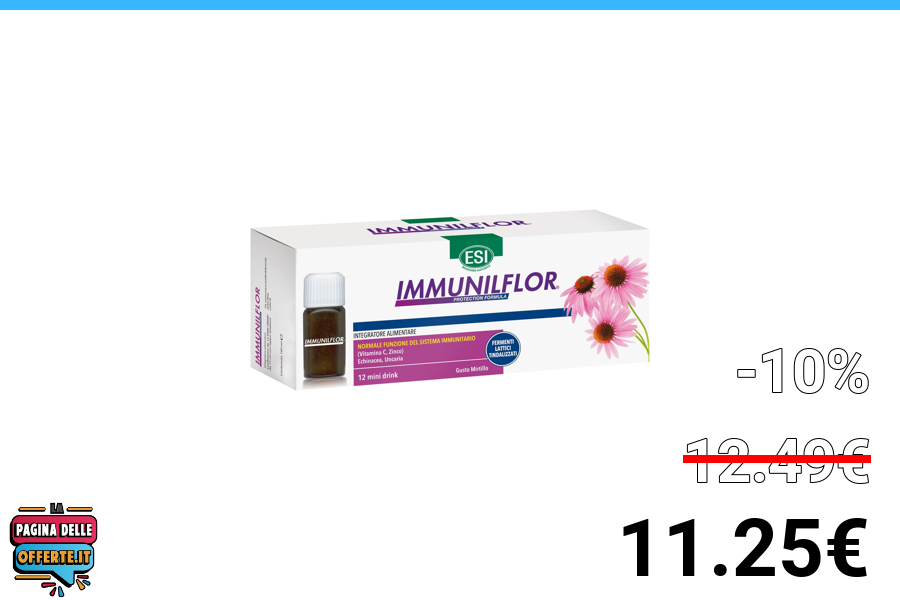 IMMUNILFLOR
ESI
IMMUNILFLOR®
PROTECTION FORMULA
IMMUNILFLOR
IMMUNILFLOR
INTEGRATORE ALIMENTARE
NORMALE FUNZIONE DEL SISTEMA IMMUNITARIO
(Vitamina C, Zinco)
Echinacea, Uncaria
12 mini drink
Gusto Mirtillo
FERMENTI
LATTICI
TINDALIZZATI
-10%
12.49€
11.25€
LA
PAGINA DELLE
OFFERTE.IT